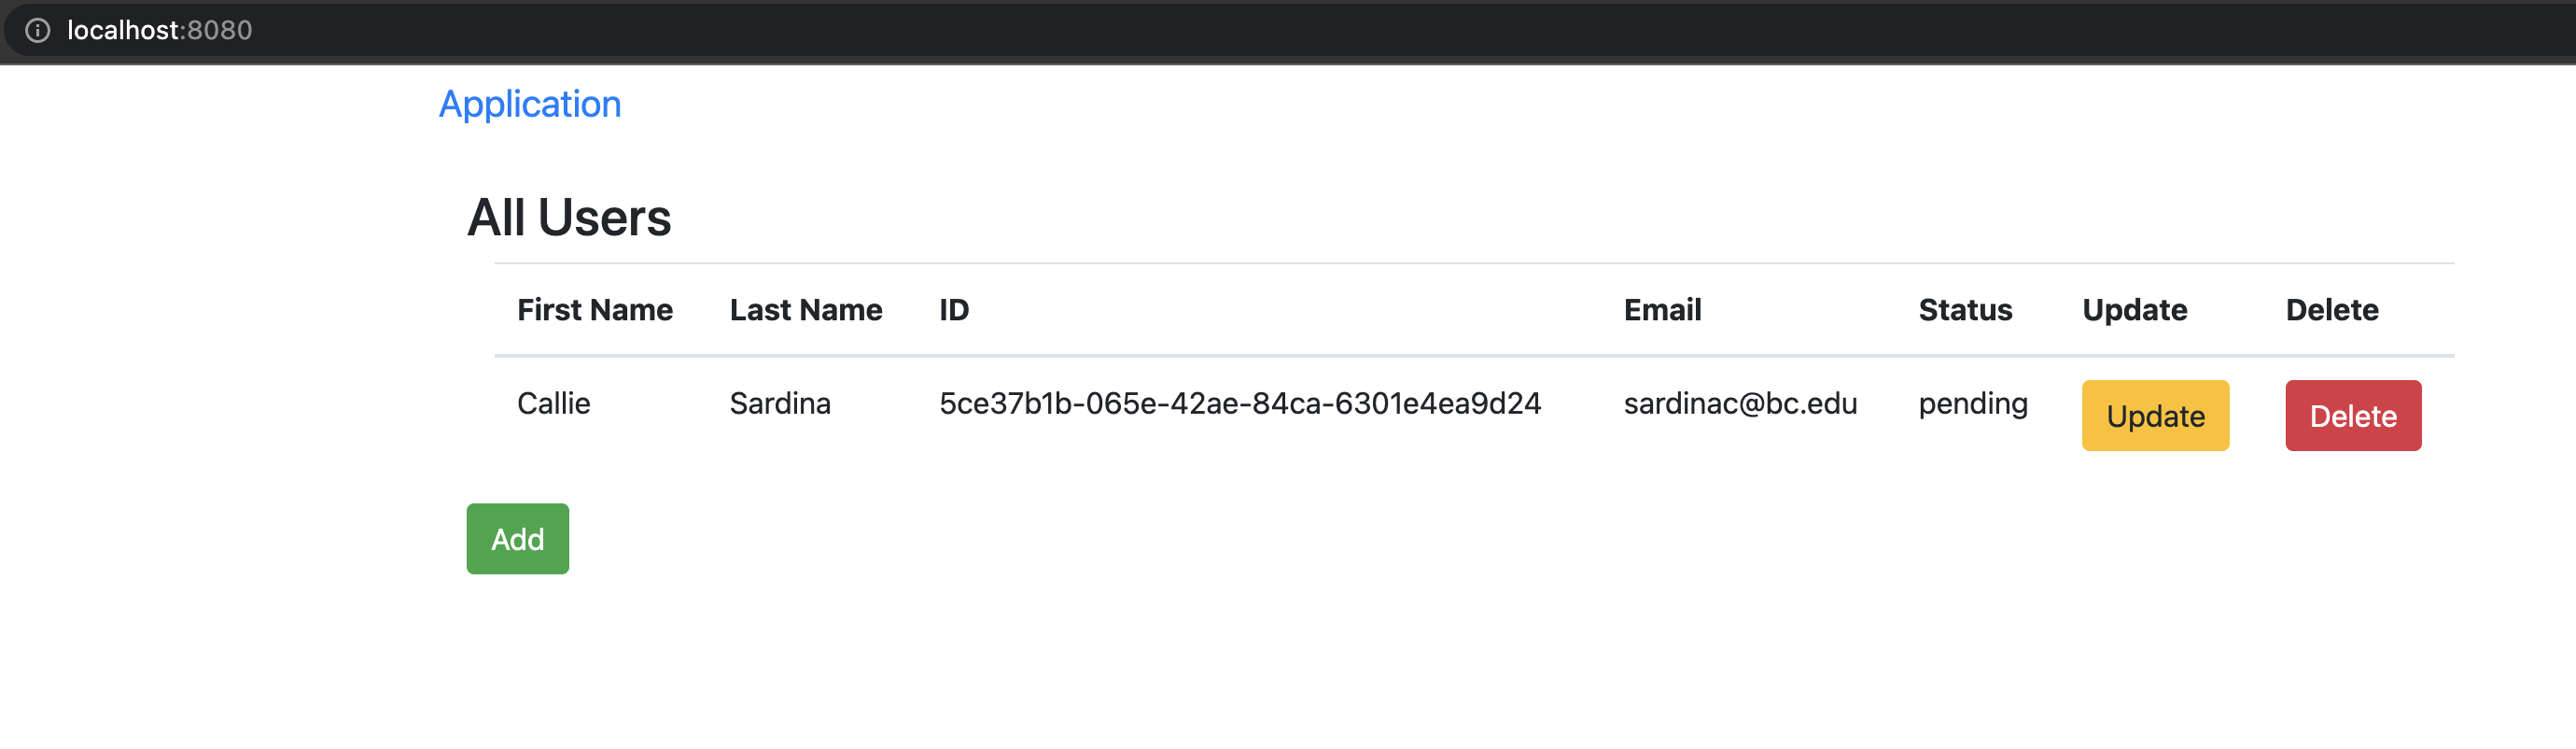 localhost:8080
Application
All Users
First Name Last Name ID Email Status Update Delete
Callie Sardina 5ce37b1b-065e-42ae-84ca-6301e4ea9d24 sardinac@bc.edu pending Update Delete
Add